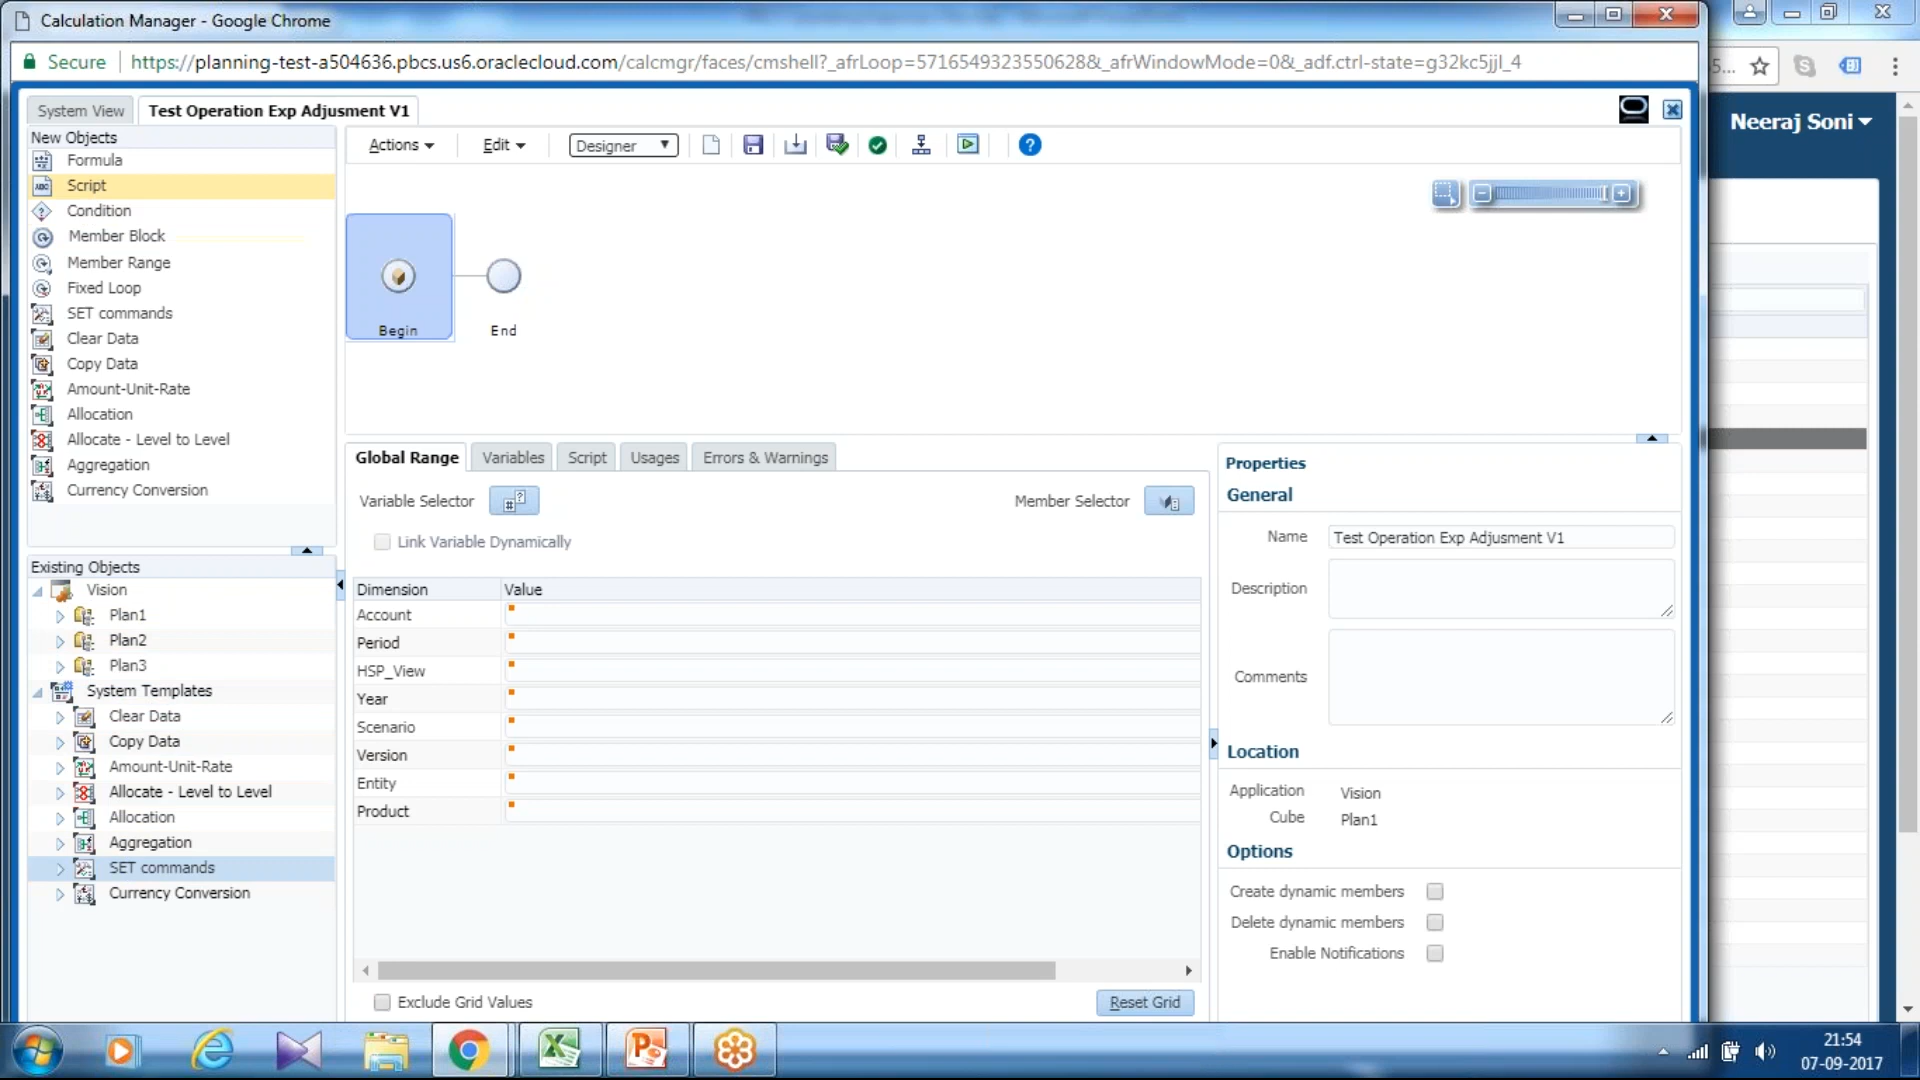 Calculation Manager - Google Chrome
Secure
https://planning-test-a504636.pbcs.us6.oraclecloud.com/calcmgr/faces/cmshell?_afrLoop=571654932355062​8&_afrWindowMode=0&_adf.ctrl-state=g32kc5jjl_4
5...
System View
Test Operation Exp Adjusment V1
Neeraj Soni
New Objects
Formula
Script
Condition
Member Block
Member Range
Fixed Loop
SET commands
Clear Data
Copy Data
Amount-Unit-Rate
Allocation
Allocate - Level to Level
Aggregation
Currency Conversion
Actions
Edit
Designer
Begin
End
Existing Objects
Vision
Plan1
Plan2
Plan3
System Templates
Clear Data
Copy Data
Amount-Unit-Rate
Allocate - Level to Level
Allocation
Aggregation
SET commands
Currency Conversion
Global Range
Variables
Script
Usages
Errors & Warnings
Variable Selector
Member Selector
Link Variable Dynamically
Dimension Value
Account
Period
HSP_View
Year
Scenario
Version
Entity
Product
Exclude Grid Values
Reset Grid
Properties
General
Name Test Operation Exp Adjusment V1
Description
Comments
Location
Application Vision
Cube Plan1
Options
Create dynamic members
Delete dynamic members
Enable Notifications
21:54
07-09-2017